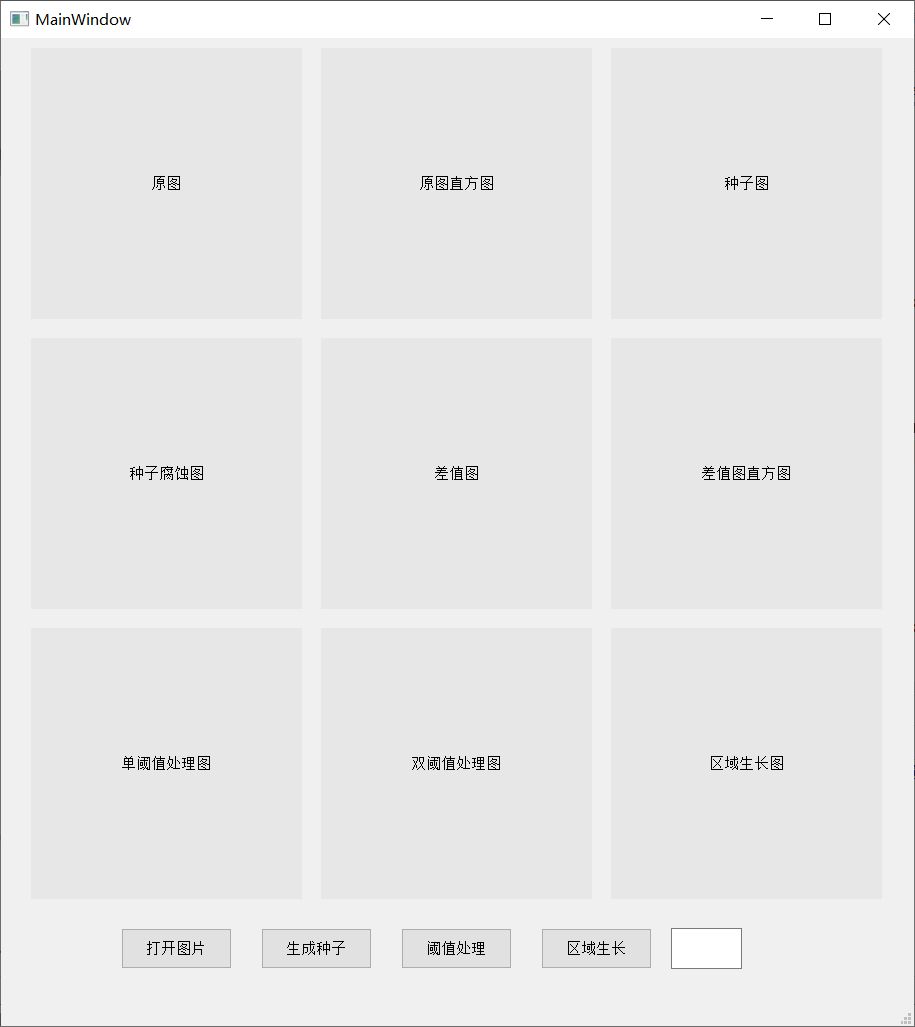 MainWindow
原图
原图直方图
种子图
种子腐蚀图
差值图
差值图直方图
单阈值处理图
双阈值处理图
区域生长图
打开图片
生成种子
阈值处理
区域生长